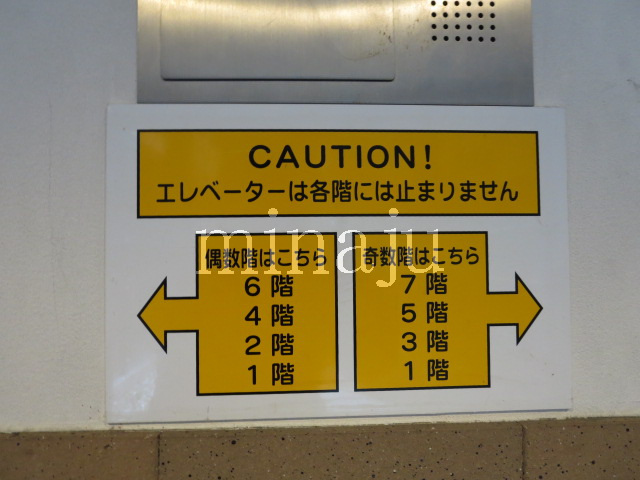 CAUTION!
エレベーターは各階には止まりません
偶数階はこちら
6階
4階
2階
1階
奇数階はこちら
7階
5階
3階
1階
minaju